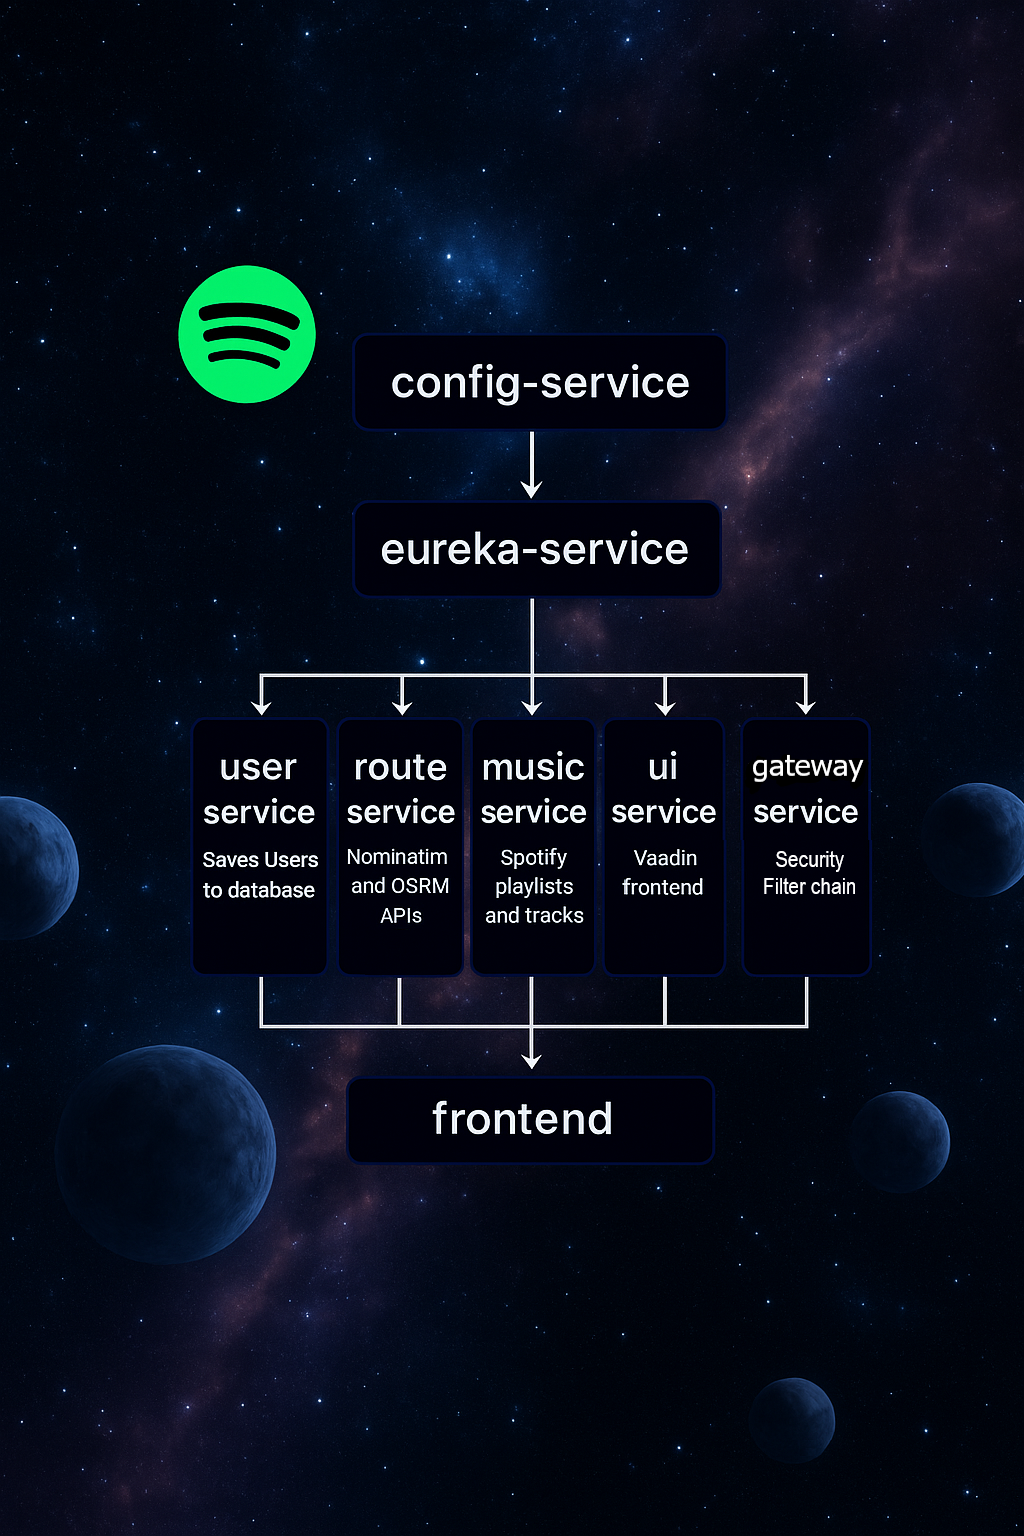 config-service
eureka-service
user
service
Saves Users
to database
route
service
Nominatim
and OSRM
APIs
music
service
Spotify
playlists
and tracks
ui
service
Vaadin
frontend
gateway
service
Security
Filter chain
frontend